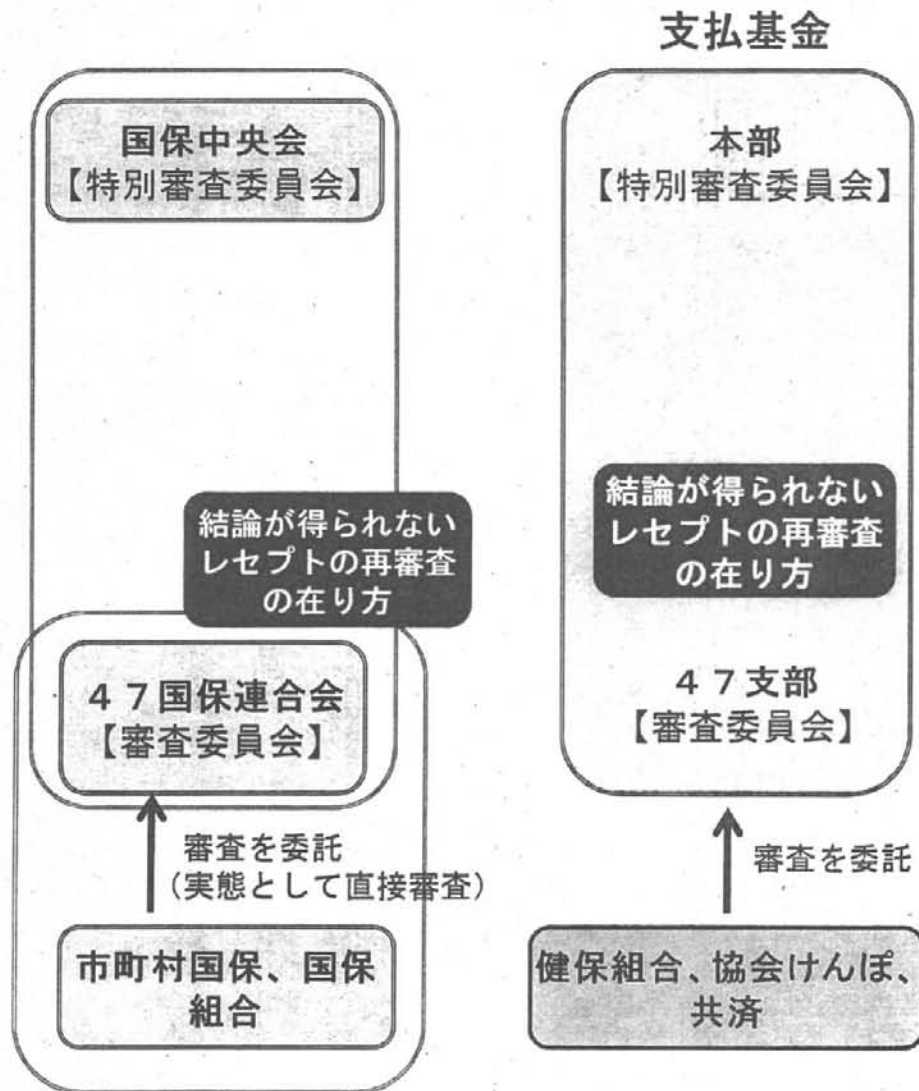 支払基金
国保中央会
【特別審査委員会】
結論が得られない
レセプトの再審査
の在り方
４７国保連合会
【審査委員会】
審査を委託
（実態として直接審査）
市町村国保、国保
組合
本部
【特別審査委員会】
結論が得られない
レセプトの再審査
の在り方
４７支部
【審査委員会】
審査を委託
健保組合、協会けんぽ、
共済